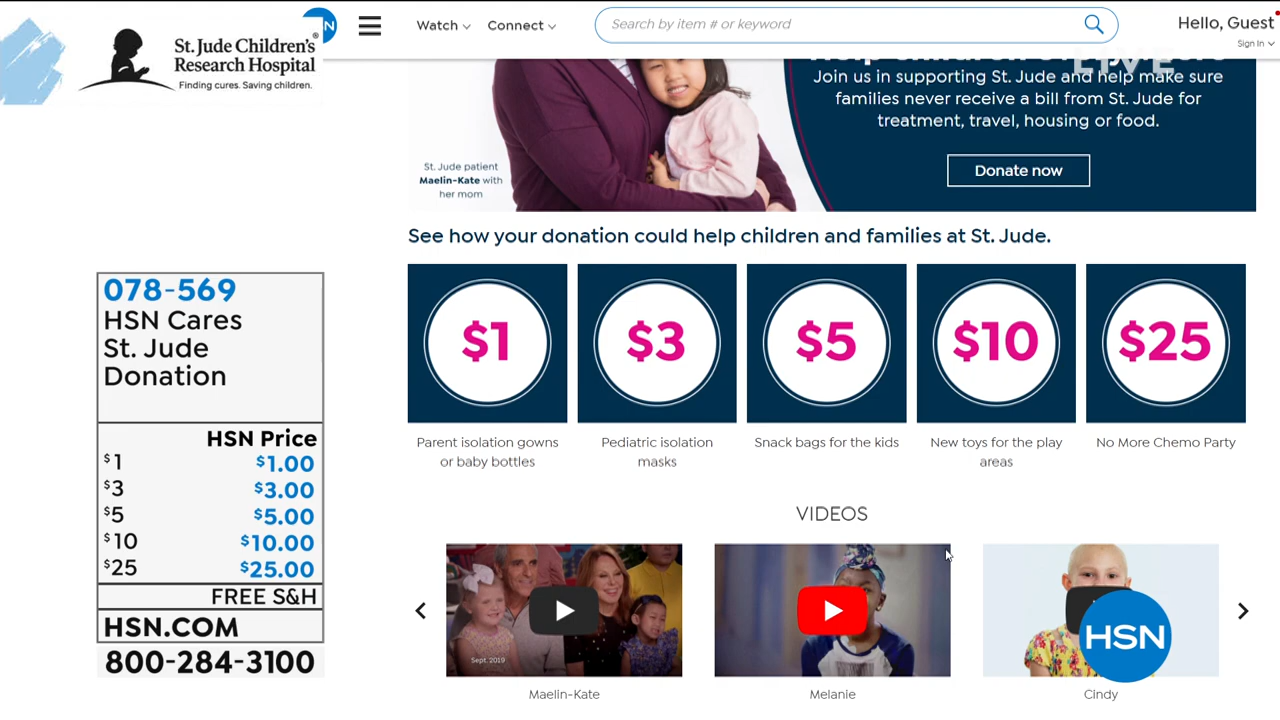 St. Jude Children's®
Research Hospital
Finding cures. Saving children.
Watch
Connect
Search by item # or keyword
Hello, Guest
Sign In
LIVE
Join us in supporting St. Jude and help make sure
families never receive a bill from St. Jude for
treatment, travel, housing or food.
Donate now
St. Jude patient
Maelin-Kate with
her mom
See how your donation could help children and families at St. Jude.
$1
$3
$5
$10
$25
Parent isolation gowns
or baby bottles
Pediatric isolation
masks
Snack bags for the kids
New toys for the play
areas
No More Chemo Party
078-569
HSN Cares
St. Jude
Donation
HSN Price
$1 $1.00
$3 $3.00
$5 $5.00
$10 $10.00
$25 $25.00
FREE S&H
HSN.COM
800-284-3100
VIDEOS
Sept. 2019
HSN
Maelin-Kate
Melanie
Cindy